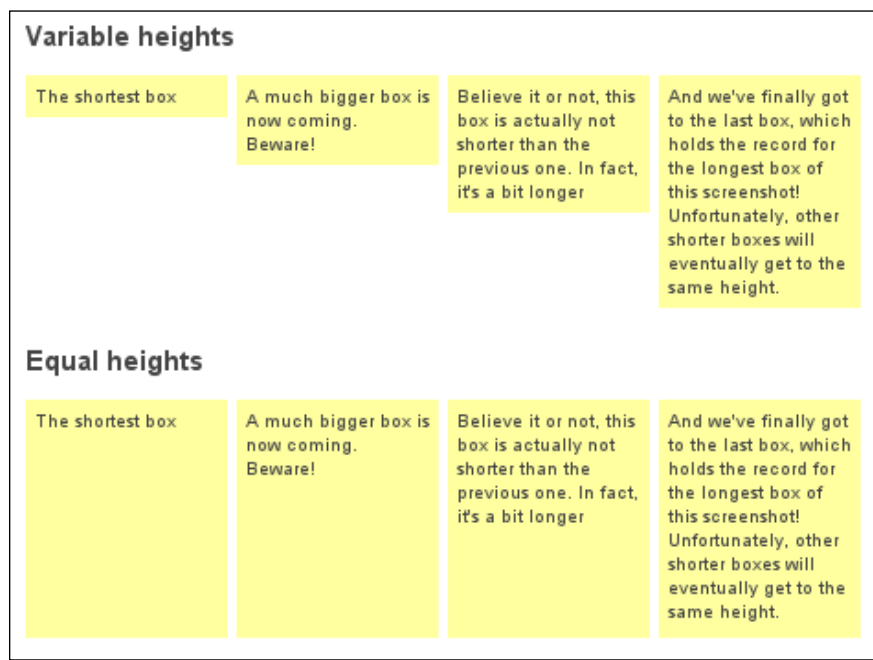 Variable heights
The shortest box
A much bigger box is
now coming.
Beware!
Believe it or not, this
box is actually not
shorter than the
previous one. In fact,
it's a bit longer
And we've finally got
to the last box, which
holds the record for
the longest box of
this screenshot!
Unfortunately, other
shorter boxes will
eventually get to the
same height.
Equal heights
The shortest box
A much bigger box is
now coming.
Beware!
Believe it or not, this
box is actually not
shorter than the
previous one. In fact,
it's a bit longer
And we've finally got
to the last box, which
holds the record for
the longest box of
this screenshot!
Unfortunately, other
shorter boxes will
eventually get to the
same height.